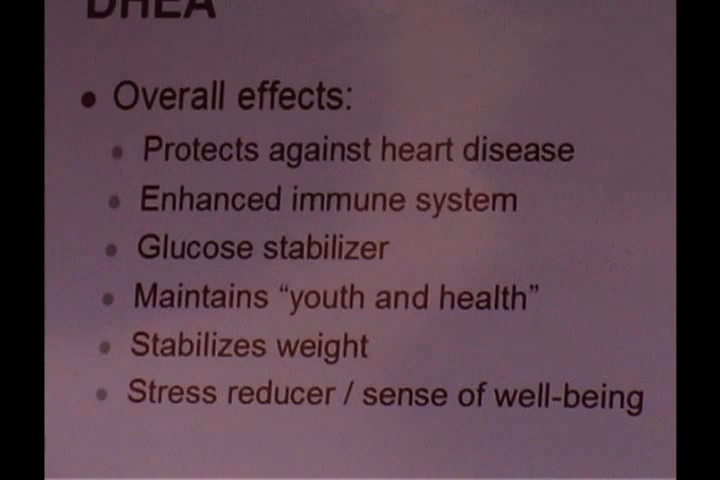 DHEA
• Overall effects:
• Protects against heart disease
• Enhanced immune system
• Glucose stabilizer
• Maintains “youth and health”
• Stabilizes weight
• Stress reducer / sense of well-being